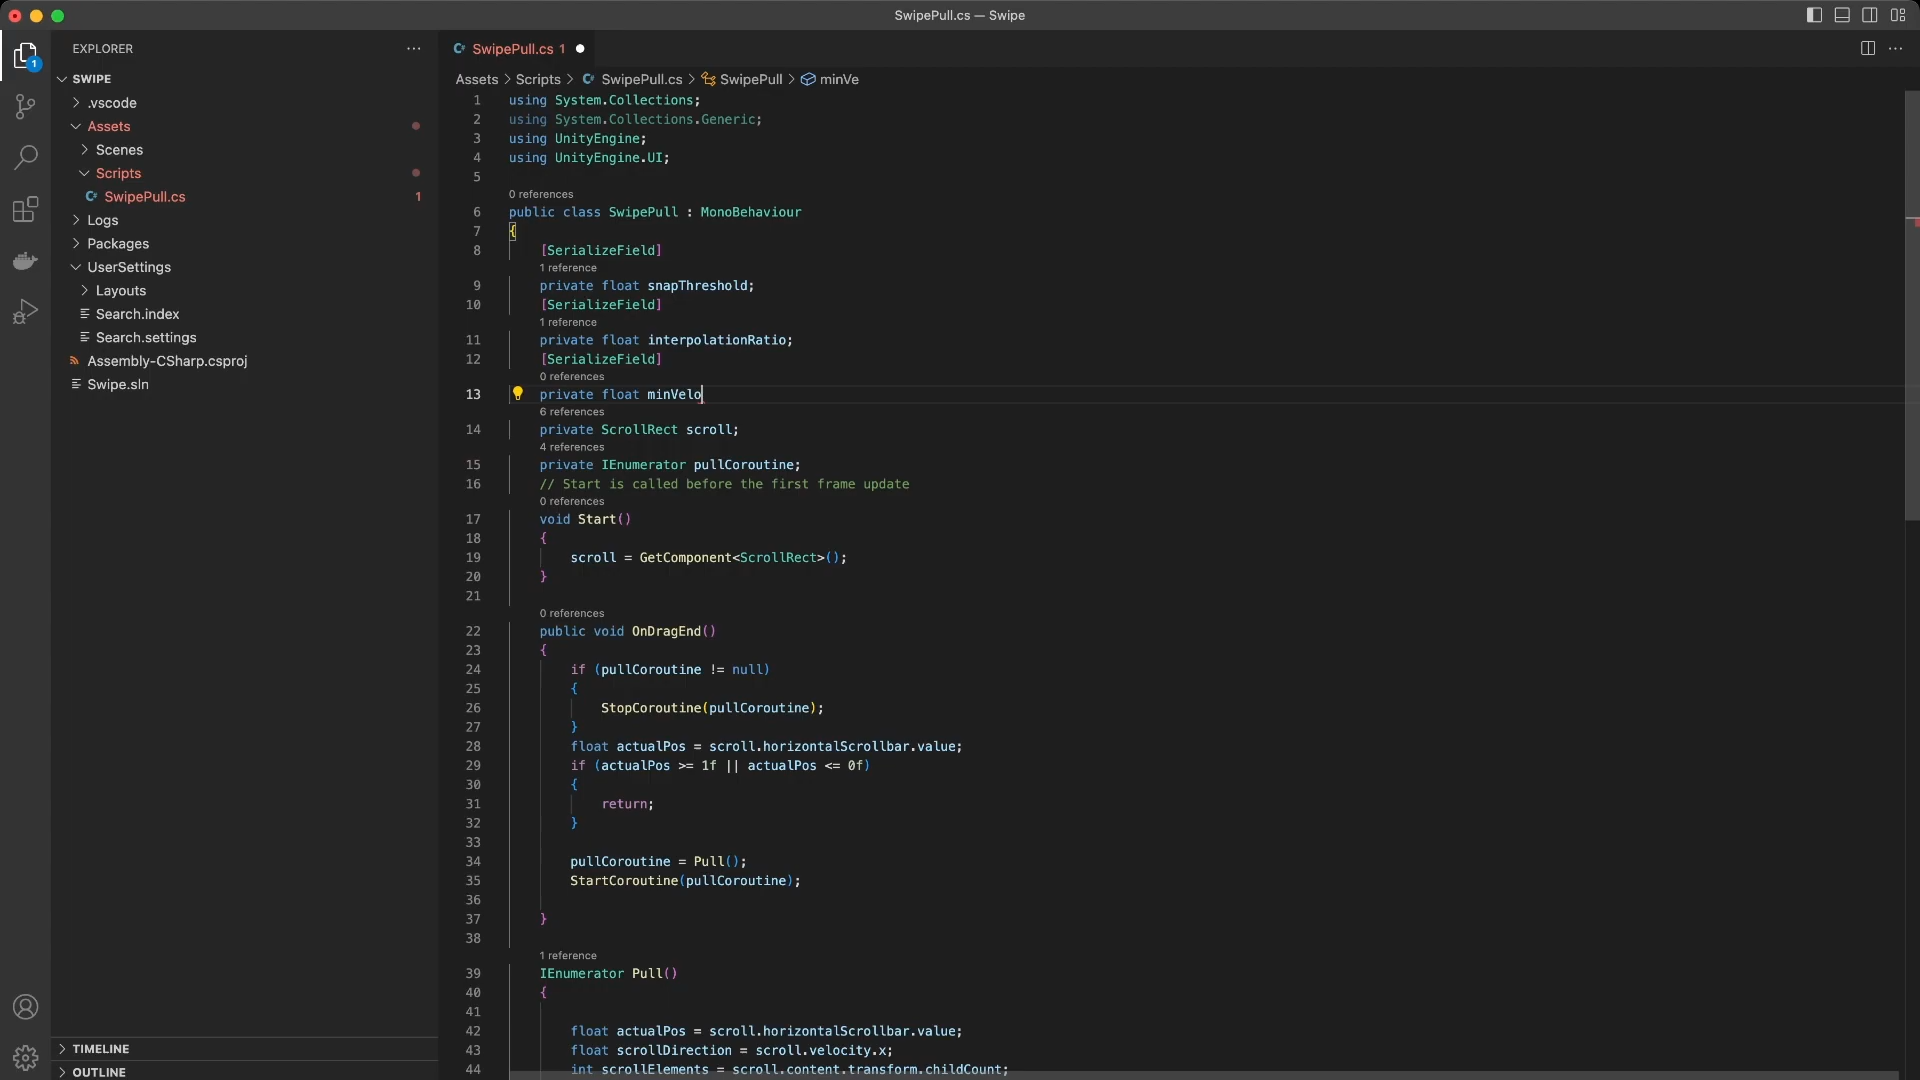 SwipePull.cs — Swipe
EXPLORER
SWIPE
.vscode
Assets
Scenes
Scripts
SwipePull.cs 1
Logs
Packages
UserSettings
Layouts
Search.index
Search.settings
Assembly-CSharp.csproj
Swipe.sln
TIMELINE
OUTLINE
1
SwipePull.cs 1
Assets > Scripts > SwipePull.cs > SwipePull > minVe
1 using System.Collections;
2 using System.Collections.Generic;
3 using UnityEngine;
4 using UnityEngine.UI;
5
0 references
6 public class SwipePull : MonoBehaviour
7 {
8 [SerializeField]
1 reference
9 private float snapThreshold;
10 [SerializeField]
1 reference
11 private float interpolationRatio;
12 [SerializeField]
0 references
13 private float minVelo
6 references
14 private ScrollRect scroll;
4 references
15 private IEnumerator pullCoroutine;
16 // Start is called before the first frame update
0 references
17 void Start()
18 {
19 scroll = GetComponent<ScrollRect>();
20 }
21
0 references
22 public void OnDragEnd()
23 {
24 if (pullCoroutine != null)
25 {
26 StopCoroutine(pullCoroutine);
27 }
28 float actualPos = scroll.horizontalScrollbar.value;
29 if (actualPos >= 1f || actualPos <= 0f)
30 {
31 return;
32 }
33
34 pullCoroutine = Pull();
35 StartCoroutine(pullCoroutine);
36
37 }
38
1 reference
39 IEnumerator Pull()
40 {
41
42 float actualPos = scroll.horizontalScrollbar.value;
43 float scrollDirection = scroll.velocity.x;
44 int scrollElements = scroll.content.transform.childCount;